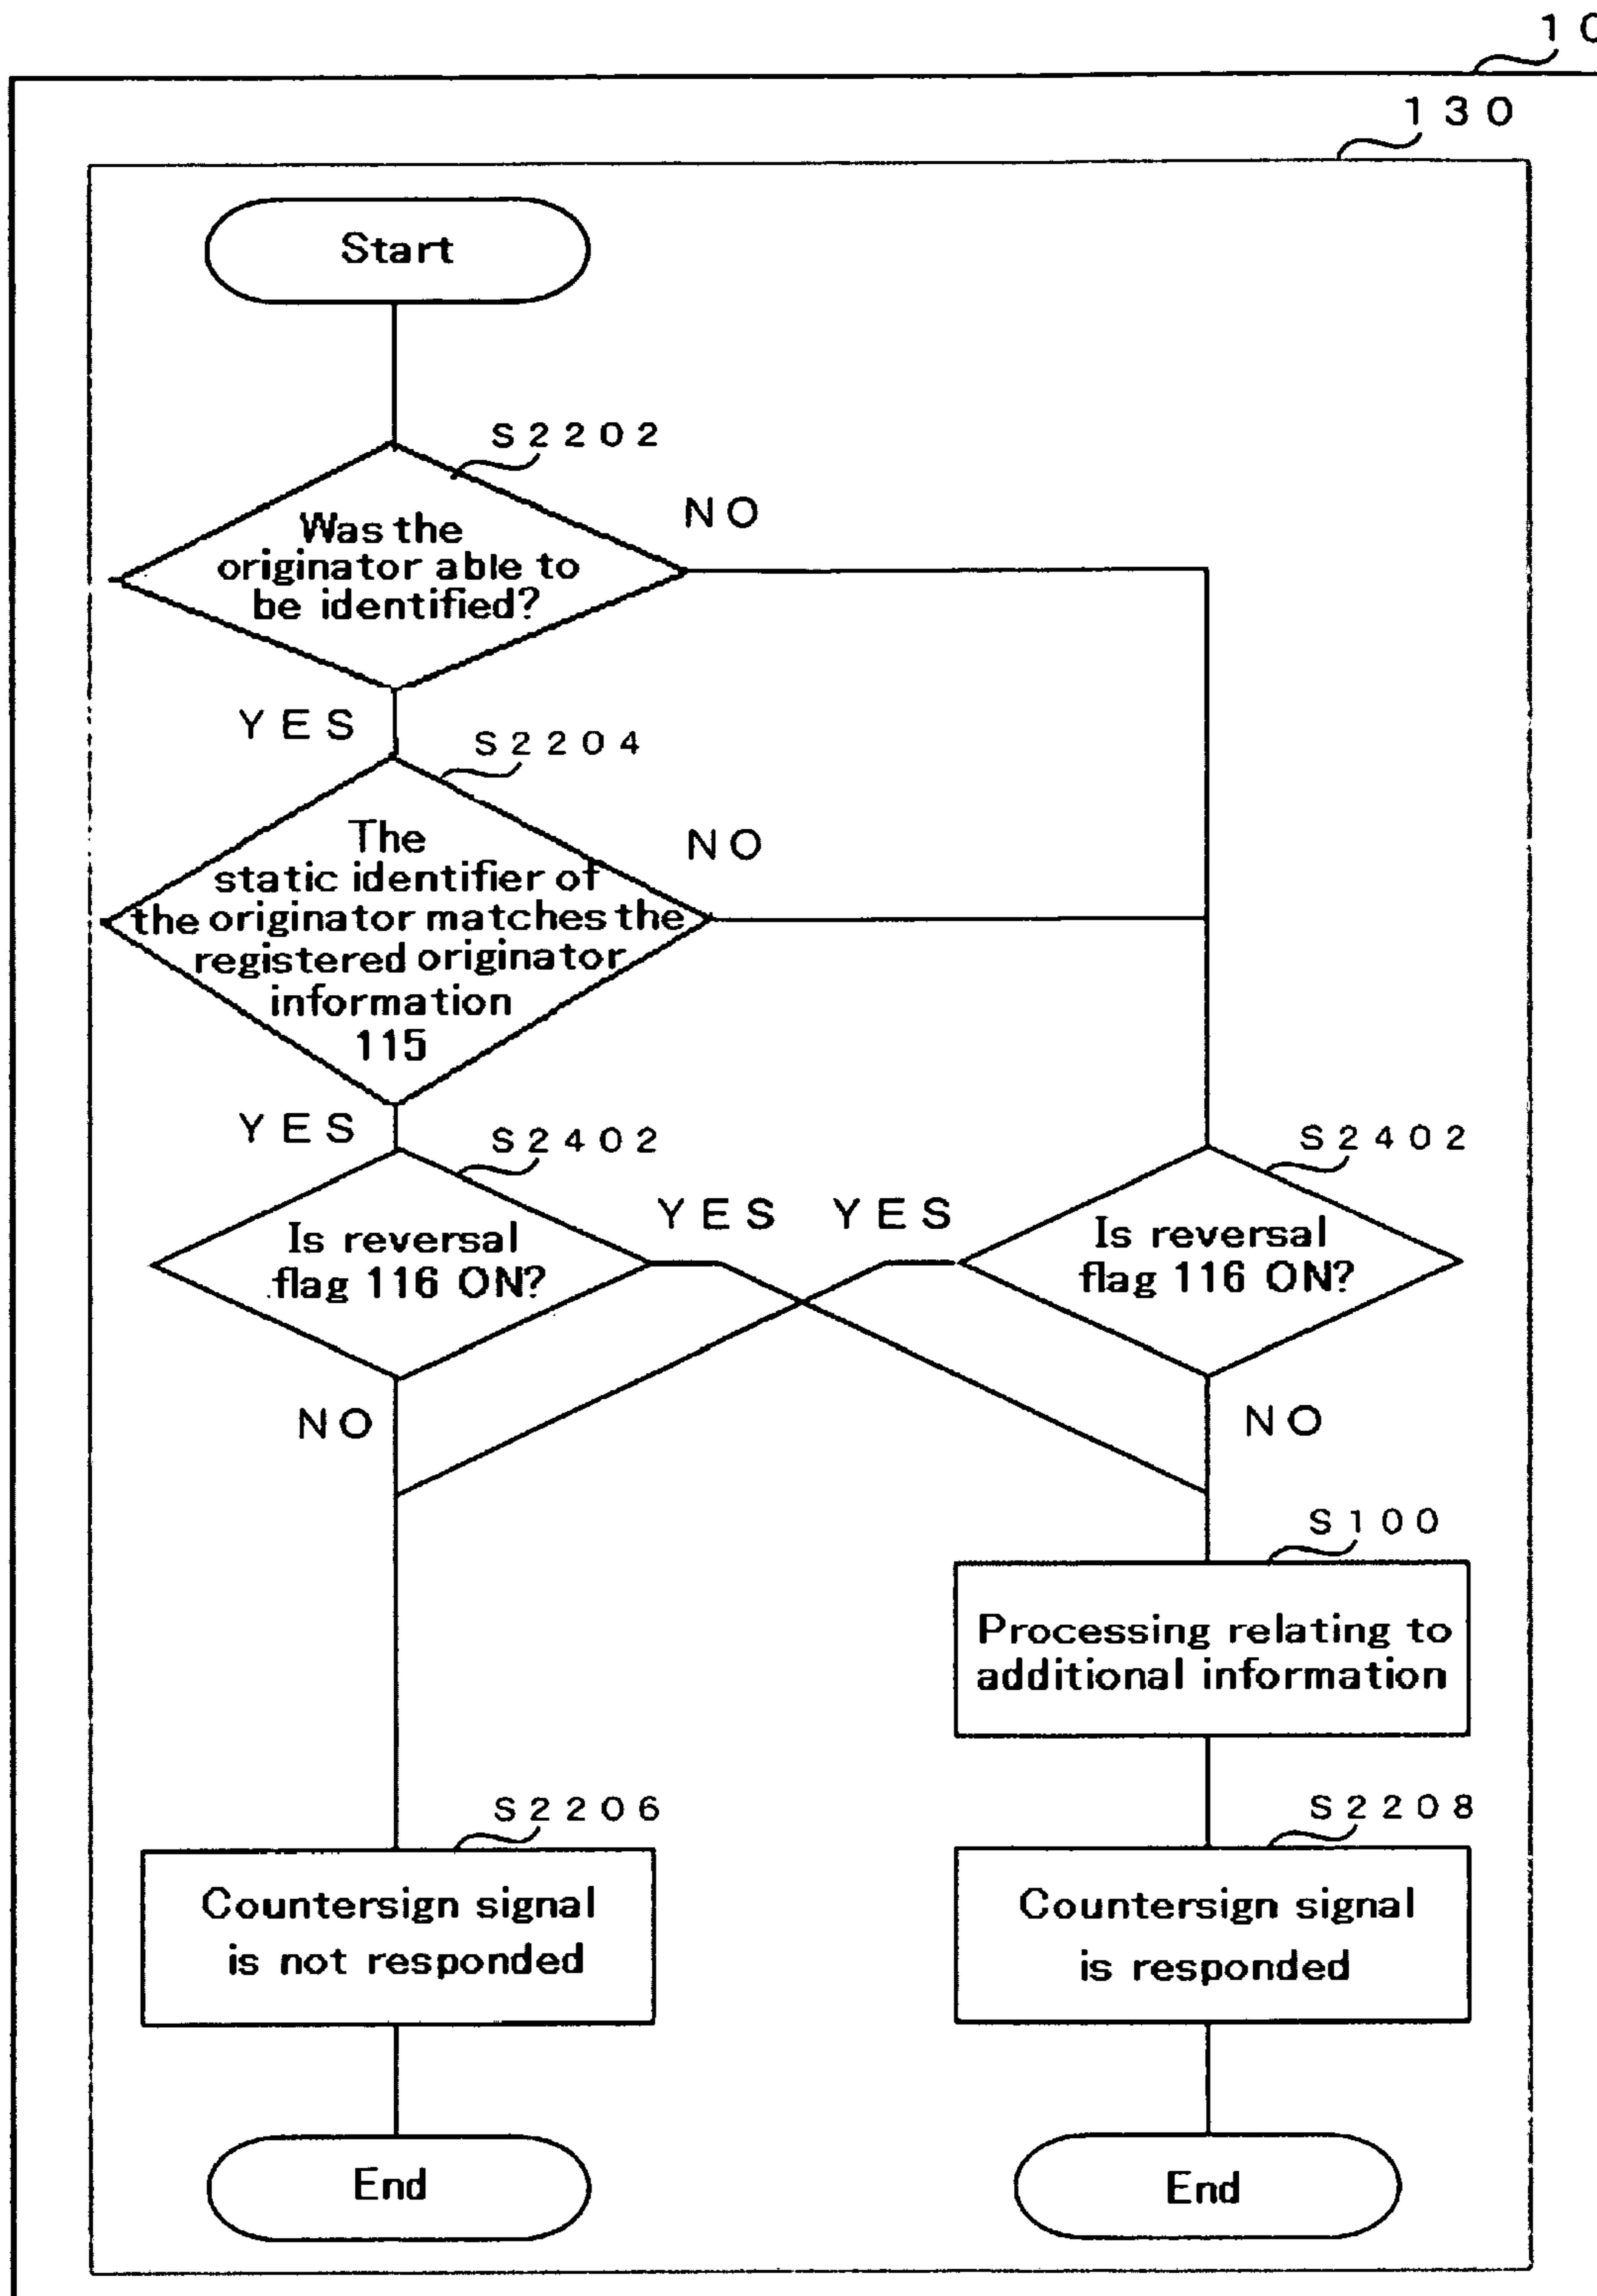 10
130
Start
S2202
NO
Was the
originator able to
be identified?
YES
S2204
NO
The
static identifier of
the originator matches the
registered originator
information
115
YES
S2402
S2402
YES
YES
Is reversal
flag 116 ON?
Is reversal
flag 116 ON?
NO
NO
S100
Processing relating to
additional information
S2206
S2208
Countersign signal
is not responded
Countersign signal
is responded
End
End